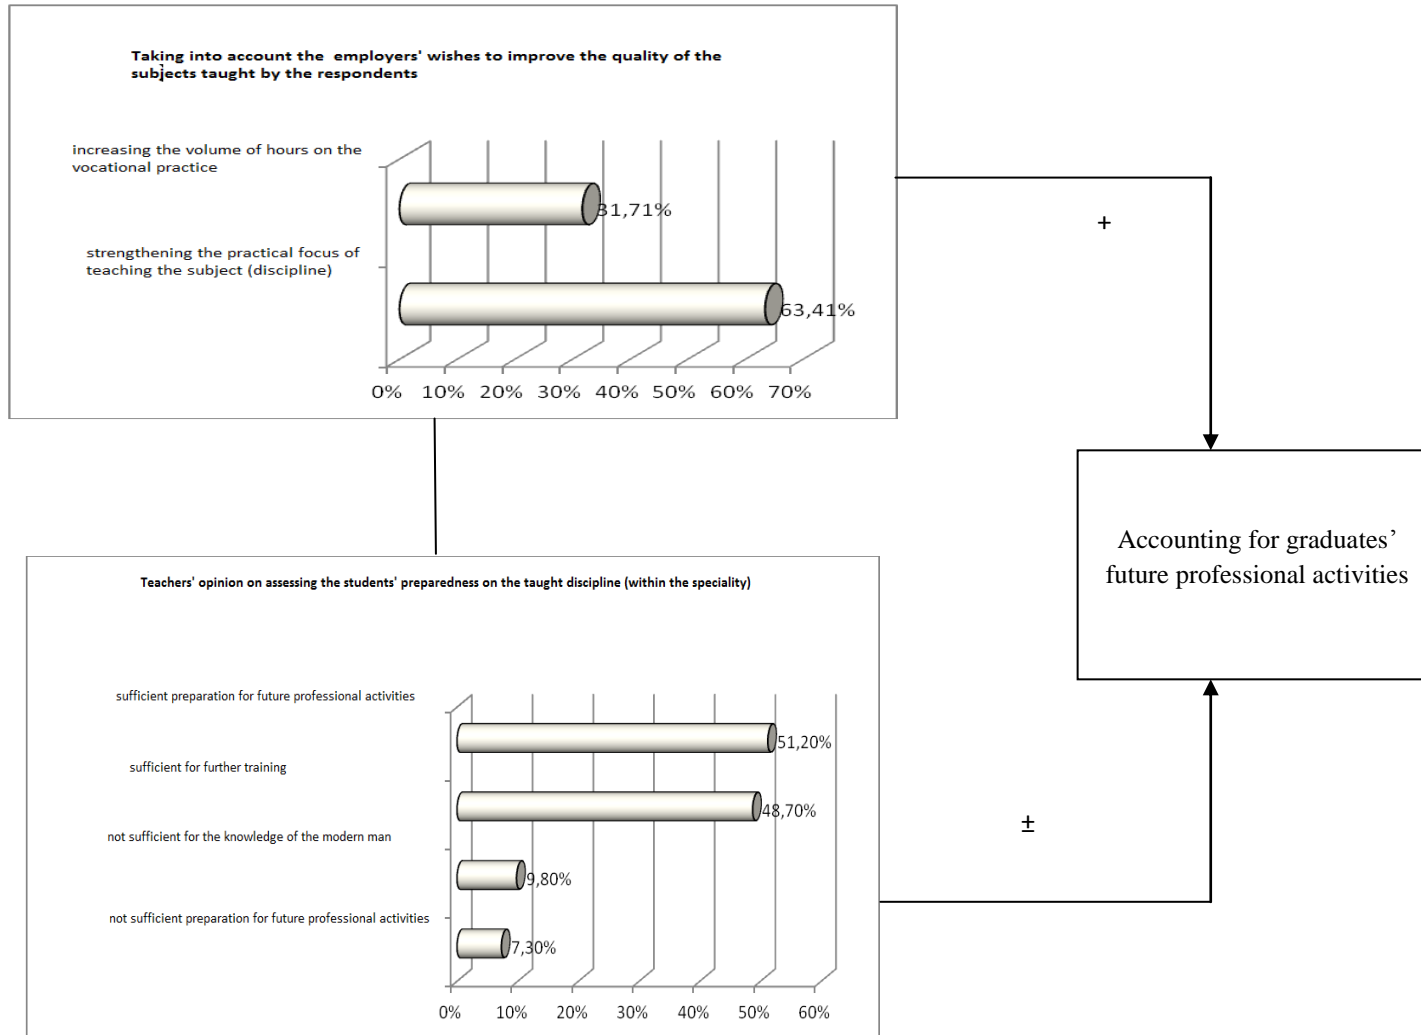 Taking into account the employers' wishes to improve the quality of the
subjects taught by the respondents
increasing the volume of hours on the
vocational practice
31,71%
strengthening the practical focus of
teaching the subject (discipline)
63,41%
0% 10% 20% 30% 40% 50% 60% 70%
+
Accounting for graduates’
future professional activities
Teachers' opinion on assessing the students' preparedness on the taught discipline (within the speciality)
sufficient preparation for future professional activities
51,20%
sufficient for further training
48,70%
not sufficient for the knowledge of the modern man
9,80%
not sufficient preparation for future professional activities
7,30%
0% 10% 20% 30% 40% 50% 60%
±